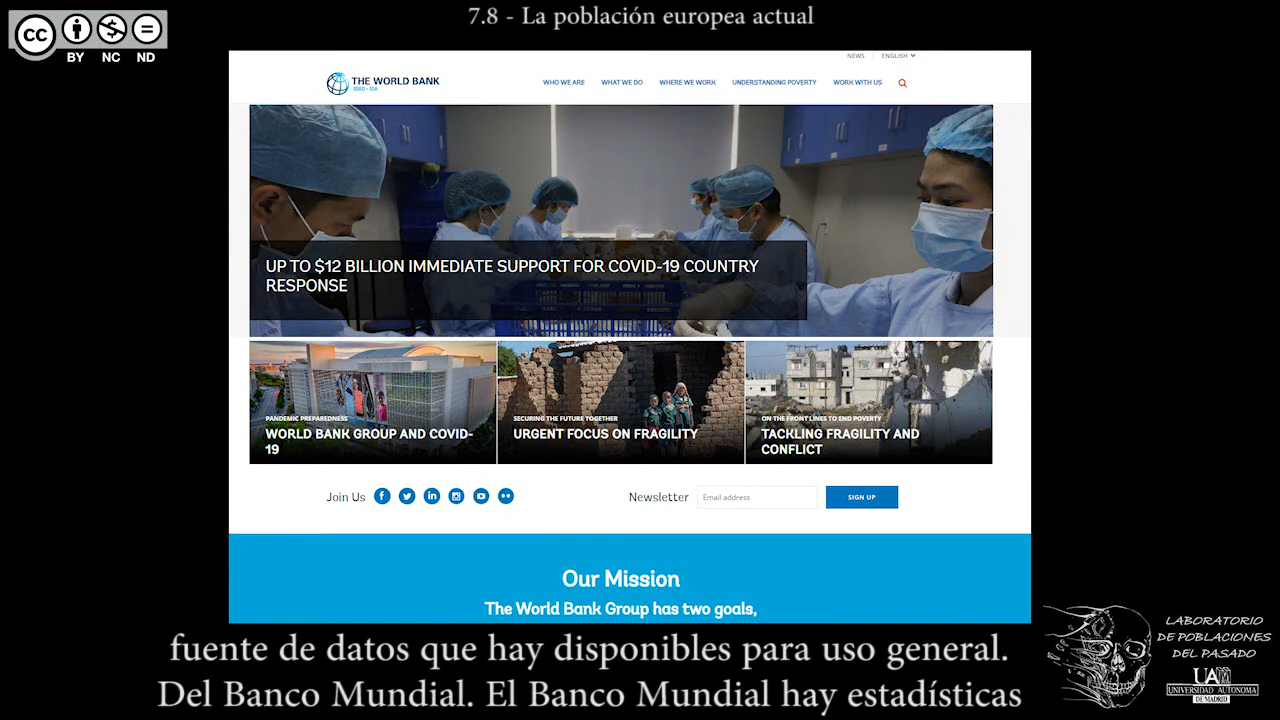 7.8 - La población europea actual
cc
BY NC ND
NEWS ENGLISH
THE WORLD BANK
IBRD • IDA
WHO WE ARE WHAT WE DO WHERE WE WORK UNDERSTANDING POVERTY WORK WITH US
UP TO $12 BILLION IMMEDIATE SUPPORT FOR COVID-19 COUNTRY
RESPONSE
PANDEMIC PREPAREDNESS
WORLD BANK GROUP AND COVID-
19
SECURING THE FUTURE TOGETHER
URGENT FOCUS ON FRAGILITY
ON THE FRONT LINES TO END POVERTY
TACKLING FRAGILITY AND
CONFLICT
Join Us
Newsletter Email address SIGN UP
Our Mission
The World Bank Group has two goals,
fuente de datos que hay disponibles para uso general.
Del Banco Mundial. El Banco Mundial hay estadísticas
LABORATORIO
DE POBLACIONES
DEL PASADO
UAM
UNIVERSIDAD AUTONOMA
DE MADRID